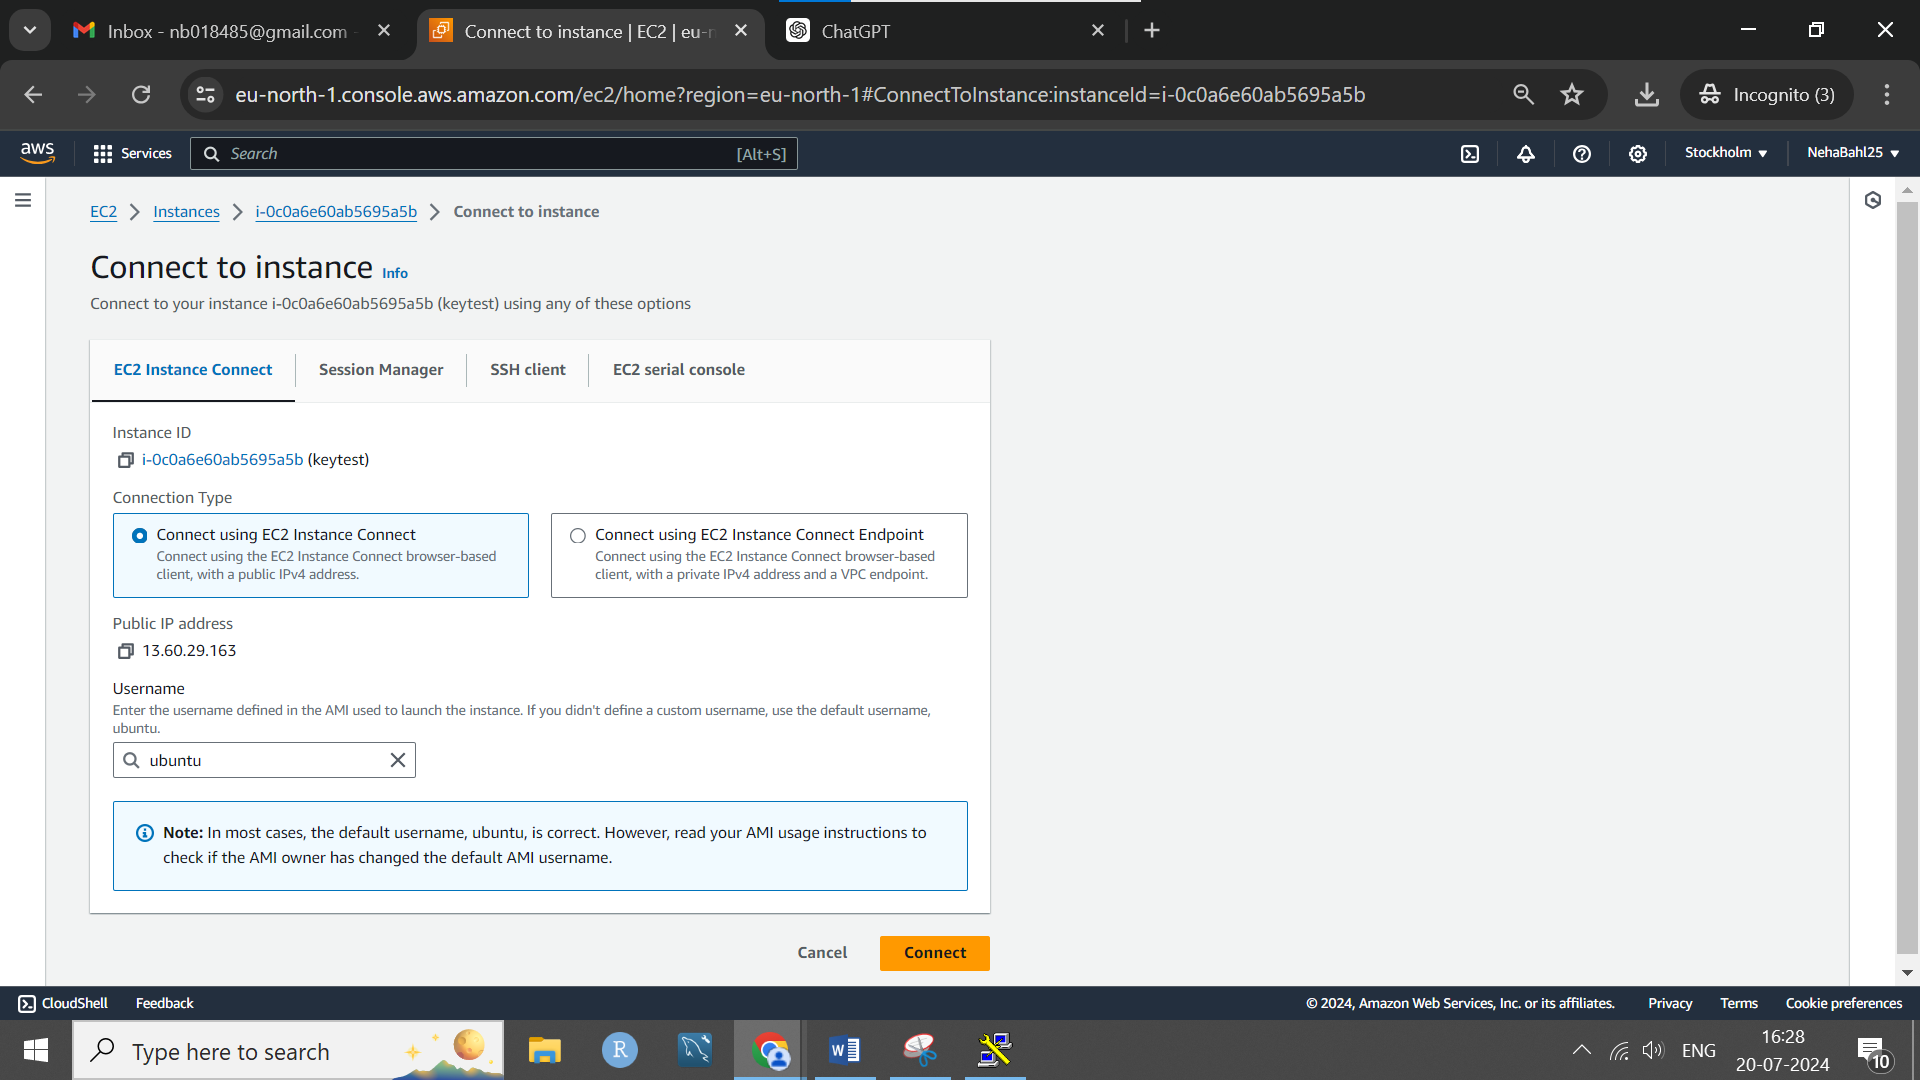 Inbox - nb018485@gmail.com -
Connect to instance | EC2 | eu-n
ChatGPT
eu-north-1.console.aws.amazon.com/ec2/home?region=eu-north-1#ConnectToInstance:instanceId=i-0c0a6e60ab5695a5b
Incognito (3)
aws
Services
Search
[Alt+S]
Stockholm
NehaBahl25
EC2
Instances
i-0c0a6e60ab5695a5b
Connect to instance
Connect to instance Info
Connect to your instance i-0c0a6e60ab5695a5b (keytest) using any of these options
EC2 Instance Connect
Session Manager
SSH client
EC2 serial console
Instance ID
i-0c0a6e60ab5695a5b (keytest)
Connection Type
Connect using EC2 Instance Connect
Connect using the EC2 Instance Connect browser-based
client, with a public IPv4 address.
Connect using EC2 Instance Connect Endpoint
Connect using the EC2 Instance Connect browser-based
client, with a private IPv4 address and a VPC endpoint.
Public IP address
13.60.29.163
Username
Enter the username defined in the AMI used to launch the instance. If you didn't define a custom username, use the default username,
ubuntu.
ubuntu
Note: In most cases, the default username, ubuntu, is correct. However, read your AMI usage instructions to
check if the AMI owner has changed the default AMI username.
Cancel
Connect
CloudShell
Feedback
© 2024, Amazon Web Services, Inc. or its affiliates.
Privacy
Terms
Cookie preferences
Type here to search
R
W
ENG
16:28
20-07-2024
10